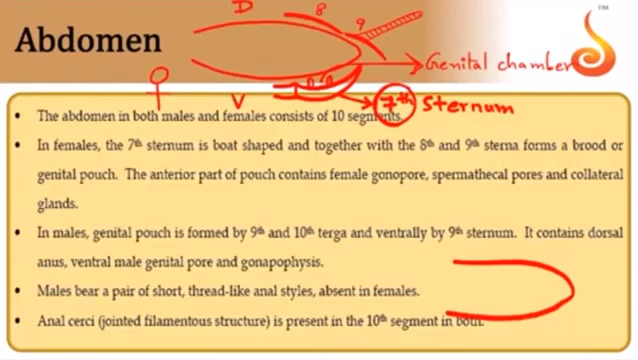 D
8
9
TM
Abdomen
Genital chamber
V
7th Sternum
• The abdomen in both males and females consists of 10 segments.
• In females, the 7th sternum is boat shaped and together with the 8th and 9th sterna forms a brood or
genital pouch. The anterior part of pouch contains female gonopore, spermathecal pores and collateral
glands.
• In males, genital pouch is formed by 9th and 10th terga and ventrally by 9th sternum. It contains dorsal
anus, ventral male genital pore and gonapophysis.
• Males bear a pair of short, thread-like anal styles, absent in females.
• Anal cerci (jointed filamentous structure) is present in the 10th segment in both.